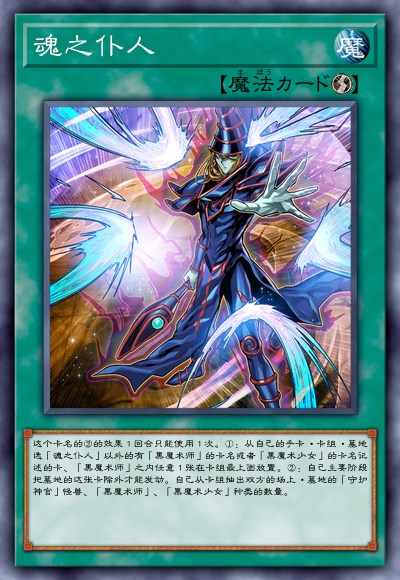 魂之仆人
魔
【魔法カード】
まほう
这个卡名的②的效果1回合只能使用1次。①：从自己的手卡·卡组·墓地
选「魂之仆人」以外的有「黑魔术师」的卡名或者「黑魔术少女」的卡名记
述的卡、「黑魔术师」之内任意1张在卡组最上面放置。②：自己主要阶段
把墓地的这张卡除外才能发动。自己从卡组抽出双方的场上·墓地的「守护
神官」怪兽、「黑魔术师」、「黑魔术少女」种类的数量。